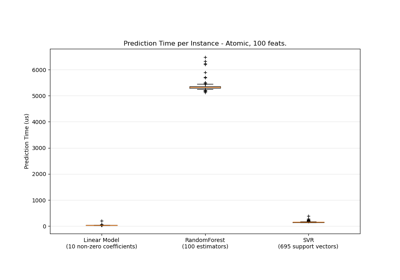 Prediction Time per Instance - Atomic, 100 feats.
Prediction Time (us)
6000
5000
4000
3000
2000
1000
0
Linear Model
(10 non-zero coefficients)
RandomForest
(100 estimators)
SVR
(695 support vectors)